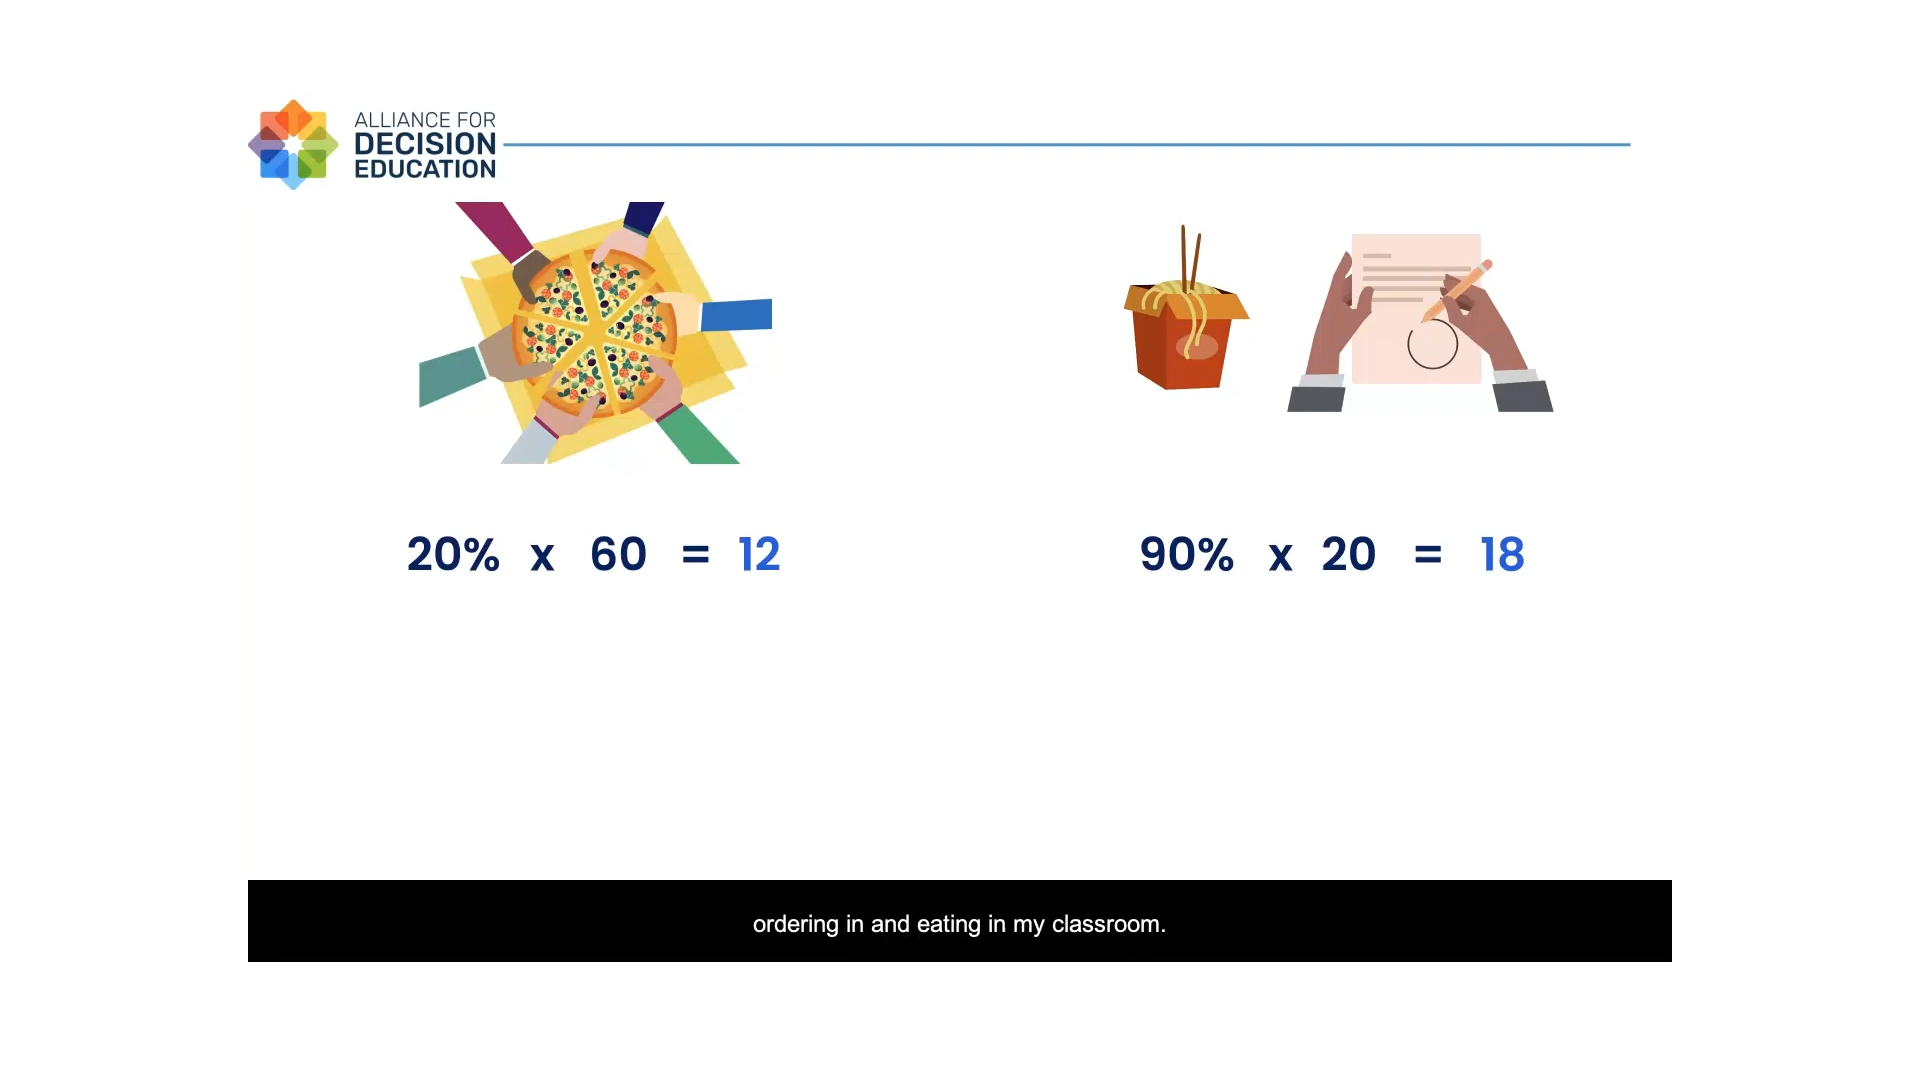 ALLIANCE FOR
DECISION
EDUCATION
20% x 60 = 12
90% x 20 = 18
ordering in and eating in my classroom.